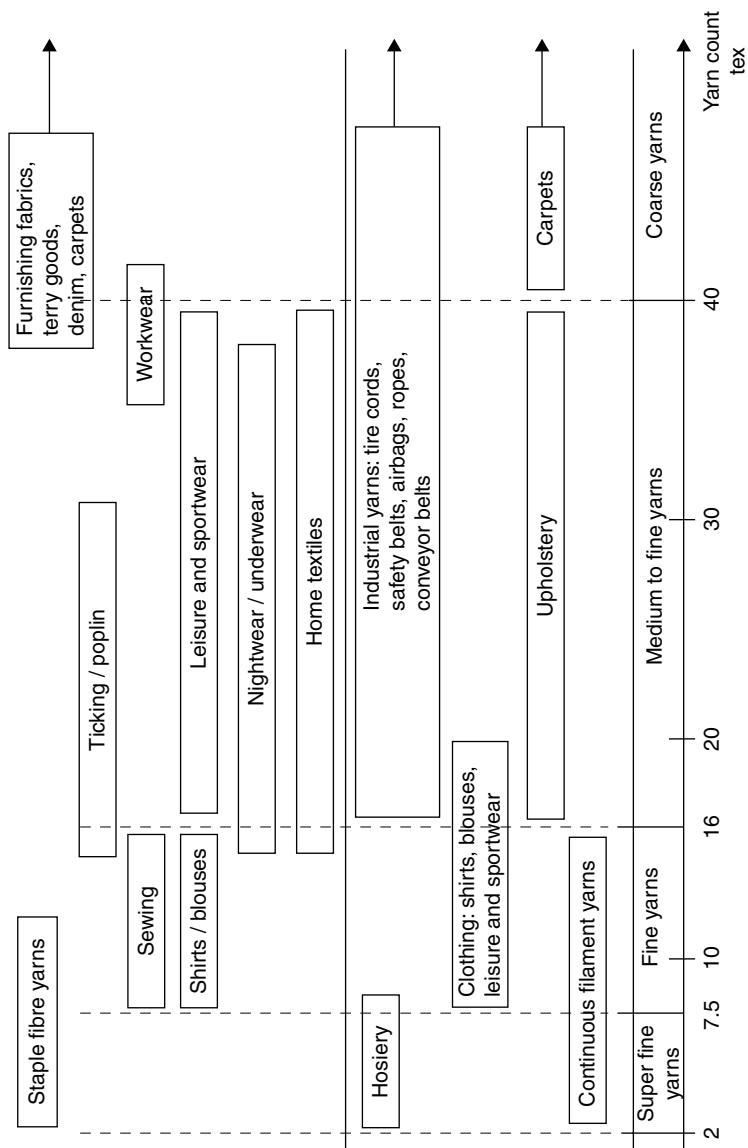 Staple fibre yarns
Furnishing fabrics,
terry goods,
denim, carpets
Ticking / poplin
Sewing
Workwear
Shirts / blouses
Leisure and sportwear
Nightwear / underwear
Home textiles
Hosiery
Industrial yarns: tire cords,
safety belts, airbags, ropes,
conveyor belts
Clothing: shirts, blouses,
leisure and sportwear
Upholstery
Carpets
Continuous filament yarns
Super fine
yarns
Fine yarns
Medium to fine yarns
Coarse yarns
2
7.5
10
16
20
30
40
Yarn count
tex